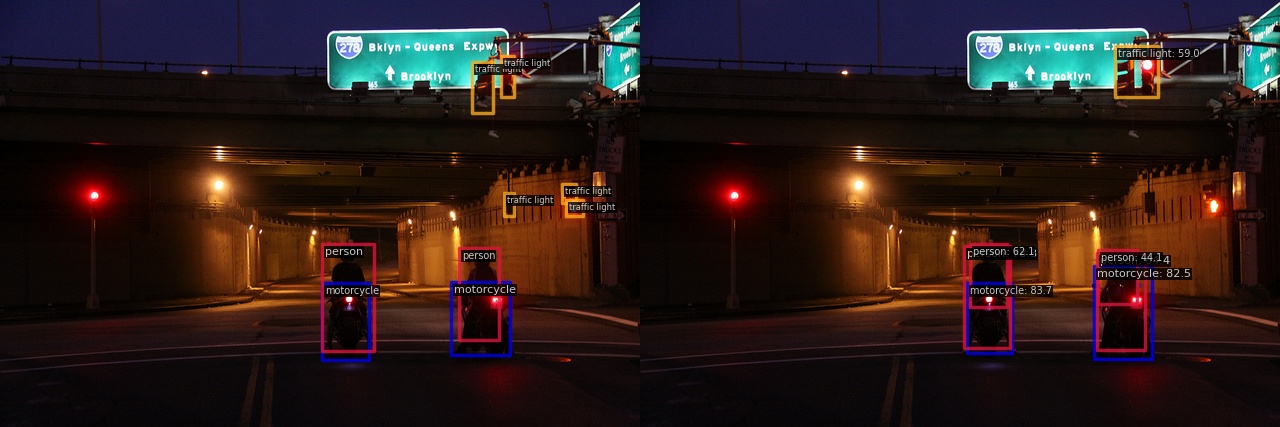 278 Bklyn - Queens Expwy
Brooklyn
traffic light
traffic light
traffic light
traffic light
traffic light
person
person
motorcycle
motorcycle
278 Bklyn - Queens Expwy
Brooklyn
traffic light: 59.0
person: 62.1
person: 44.1
motorcycle: 82.5
motorcycle: 83.7